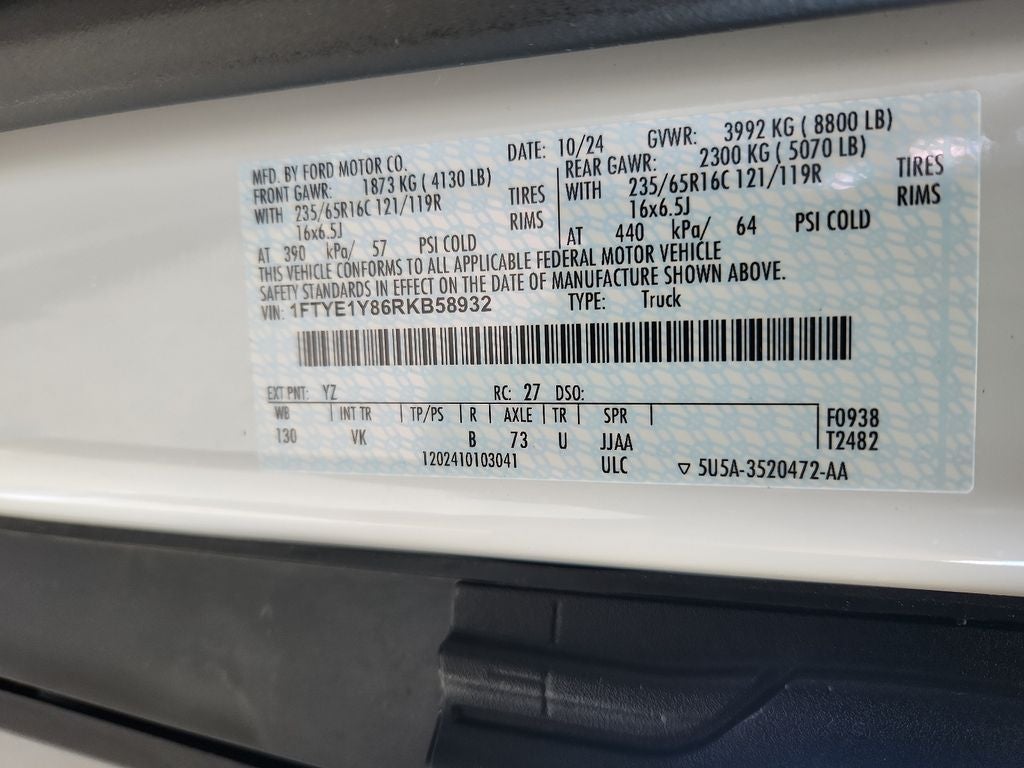 MFD. BY FORD MOTOR CO. DATE: 10/24 GVWR: 3992 KG ( 8800 LB)
FRONT GAWR: 1873 KG ( 4130 LB) REAR GAWR: 2300 KG ( 5070 LB)
WITH 235/65R16C 121/119R TIRES WITH 235/65R16C 121/119R TIRES
16x6.5J RIMS 16x6.5J RIMS
AT 390 kPa/ 57 PSI COLD AT 440 kPa/ 64 PSI COLD
THIS VEHICLE CONFORMS TO ALL APPLICABLE FEDERAL MOTOR VEHICLE
SAFETY STANDARDS IN EFFECT ON THE DATE OF MANUFACTURE SHOWN ABOVE.
VIN: 1FTYE1Y86RKB58932 TYPE: Truck
EXT PNT: YZ RC: 27 DSO:
WB INT TR TP/PS R AXLE TR SPR F0938
130 VK B 73 U JJAA T2482
1202410103041 ULC ▽ 5U5A-3520472-AA